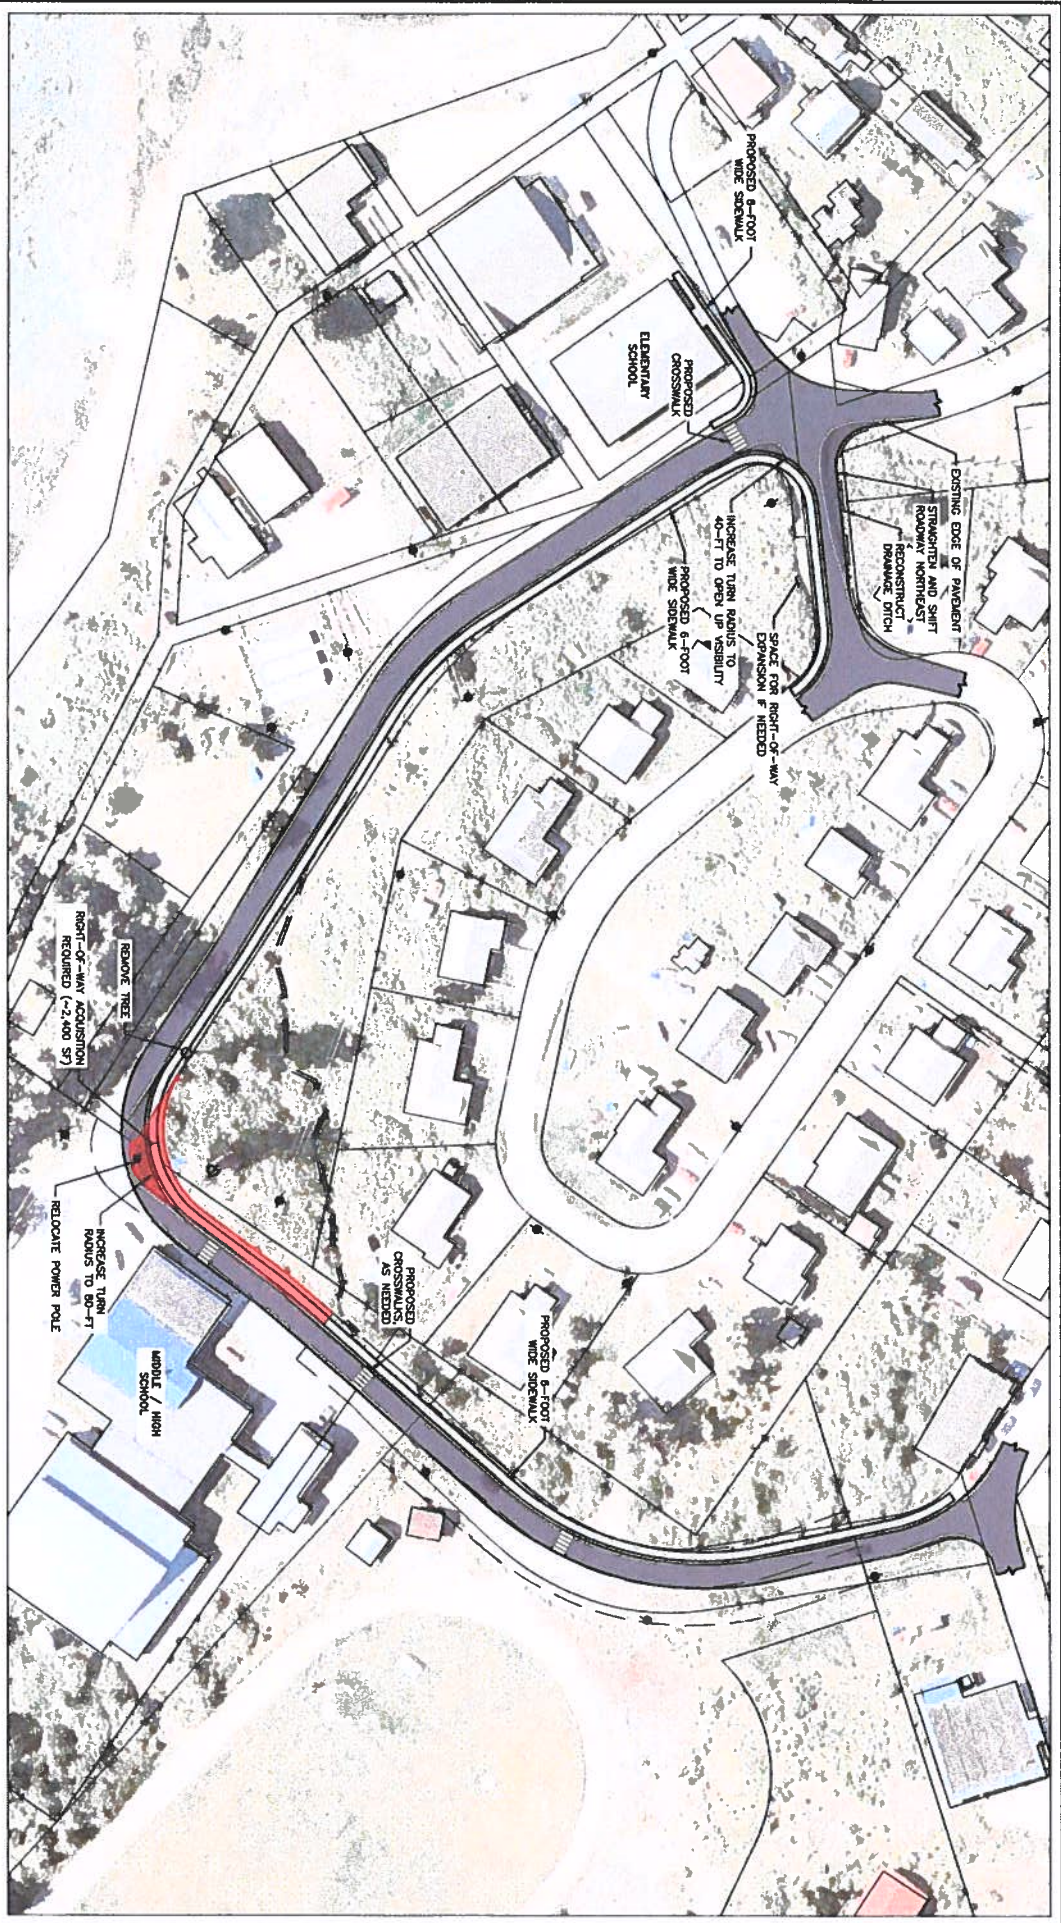 PROPOSED 6-FOOT
WIDE SIDEWALK
ELEMENTARY
SCHOOL
PROPOSED
CROSSWALK
EXISTING EDGE OF PAVEMENT
STRAIGHTEN AND SHIFT
ROADWAY NORTHEAST
RECONSTRUCT
DRAINAGE DITCH
SPACE FOR RIGHT-OF-WAY
EXPANSION IF NEEDED
INCREASE TURN RADIUS TO
40-FT TO OPEN UP VISIBILITY
PROPOSED 6-FOOT
WIDE SIDEWALK
REMOVE TREE
RIGHT-OF-WAY ACQUISITION
REQUIRED (~2,400 SF)
INCREASE TURN
RADIUS TO 80-FT
RELOCATE POWER POLE
PROPOSED
CROSSWALKS,
AS NEEDED
PROPOSED 6-FOOT
WIDE SIDEWALK
MIDDLE / HIGH
SCHOOL